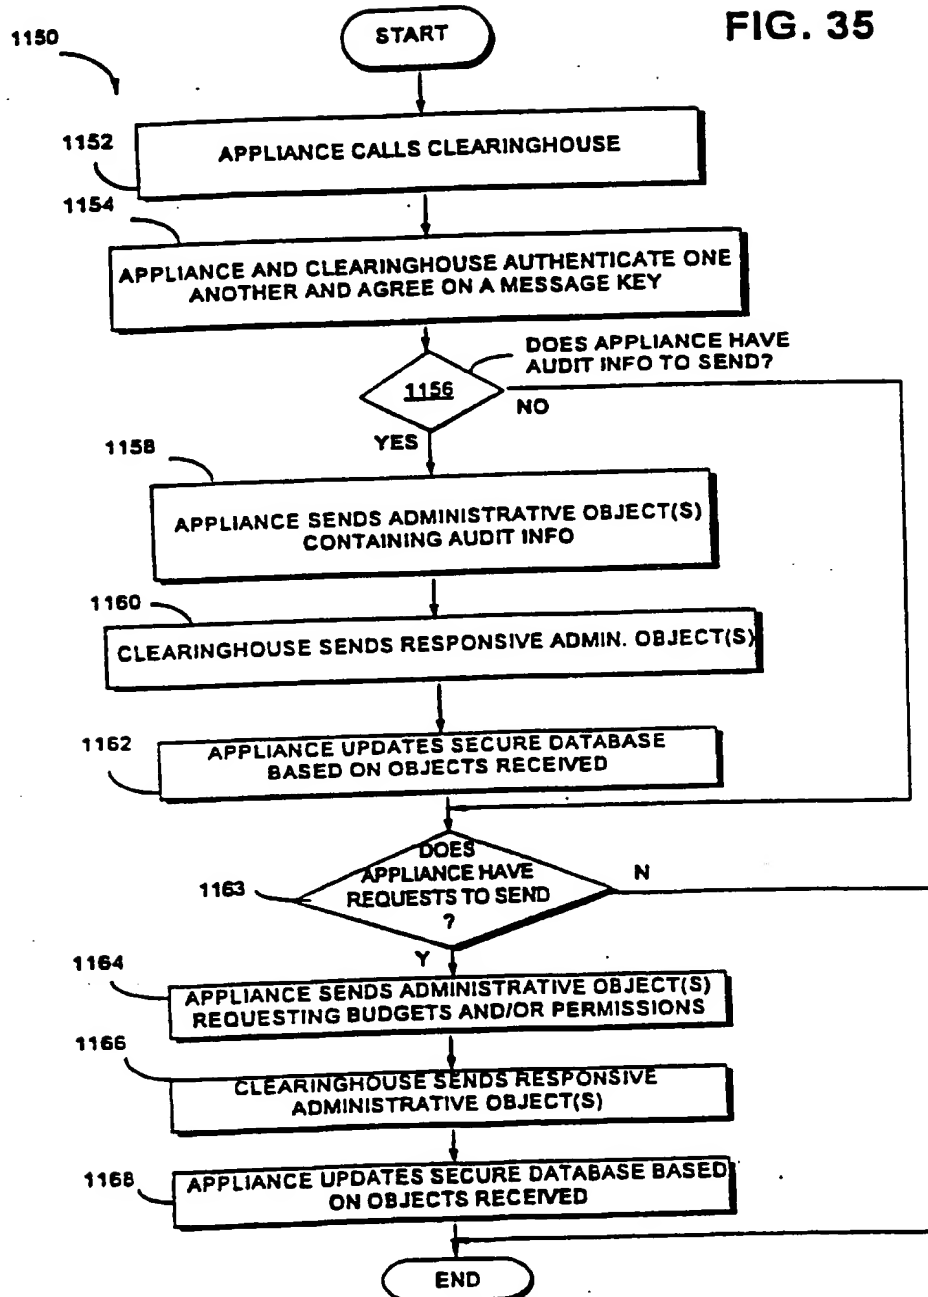 FIG. 35
1150
START
1152
APPLIANCE CALLS CLEARINGHOUSE
1154
APPLIANCE AND CLEARINGHOUSE AUTHENTICATE ONE
ANOTHER AND AGREE ON A MESSAGE KEY
DOES APPLIANCE HAVE
AUDIT INFO TO SEND?
1156
NO
YES
1158
APPLIANCE SENDS ADMINISTRATIVE OBJECT(S)
CONTAINING AUDIT INFO
1160
CLEARINGHOUSE SENDS RESPONSIVE ADMIN. OBJECT(S)
1162
APPLIANCE UPDATES SECURE DATABASE
BASED ON OBJECTS RECEIVED
DOES
APPLIANCE HAVE
REQUESTS TO SEND
?
1163
N
Y
1164
APPLIANCE SENDS ADMINISTRATIVE OBJECT(S)
REQUESTING BUDGETS AND/OR PERMISSIONS
1166
CLEARINGHOUSE SENDS RESPONSIVE
ADMINISTRATIVE OBJECT(S)
1168
APPLIANCE UPDATES SECURE DATABASE BASED
ON OBJECTS RECEIVED
END